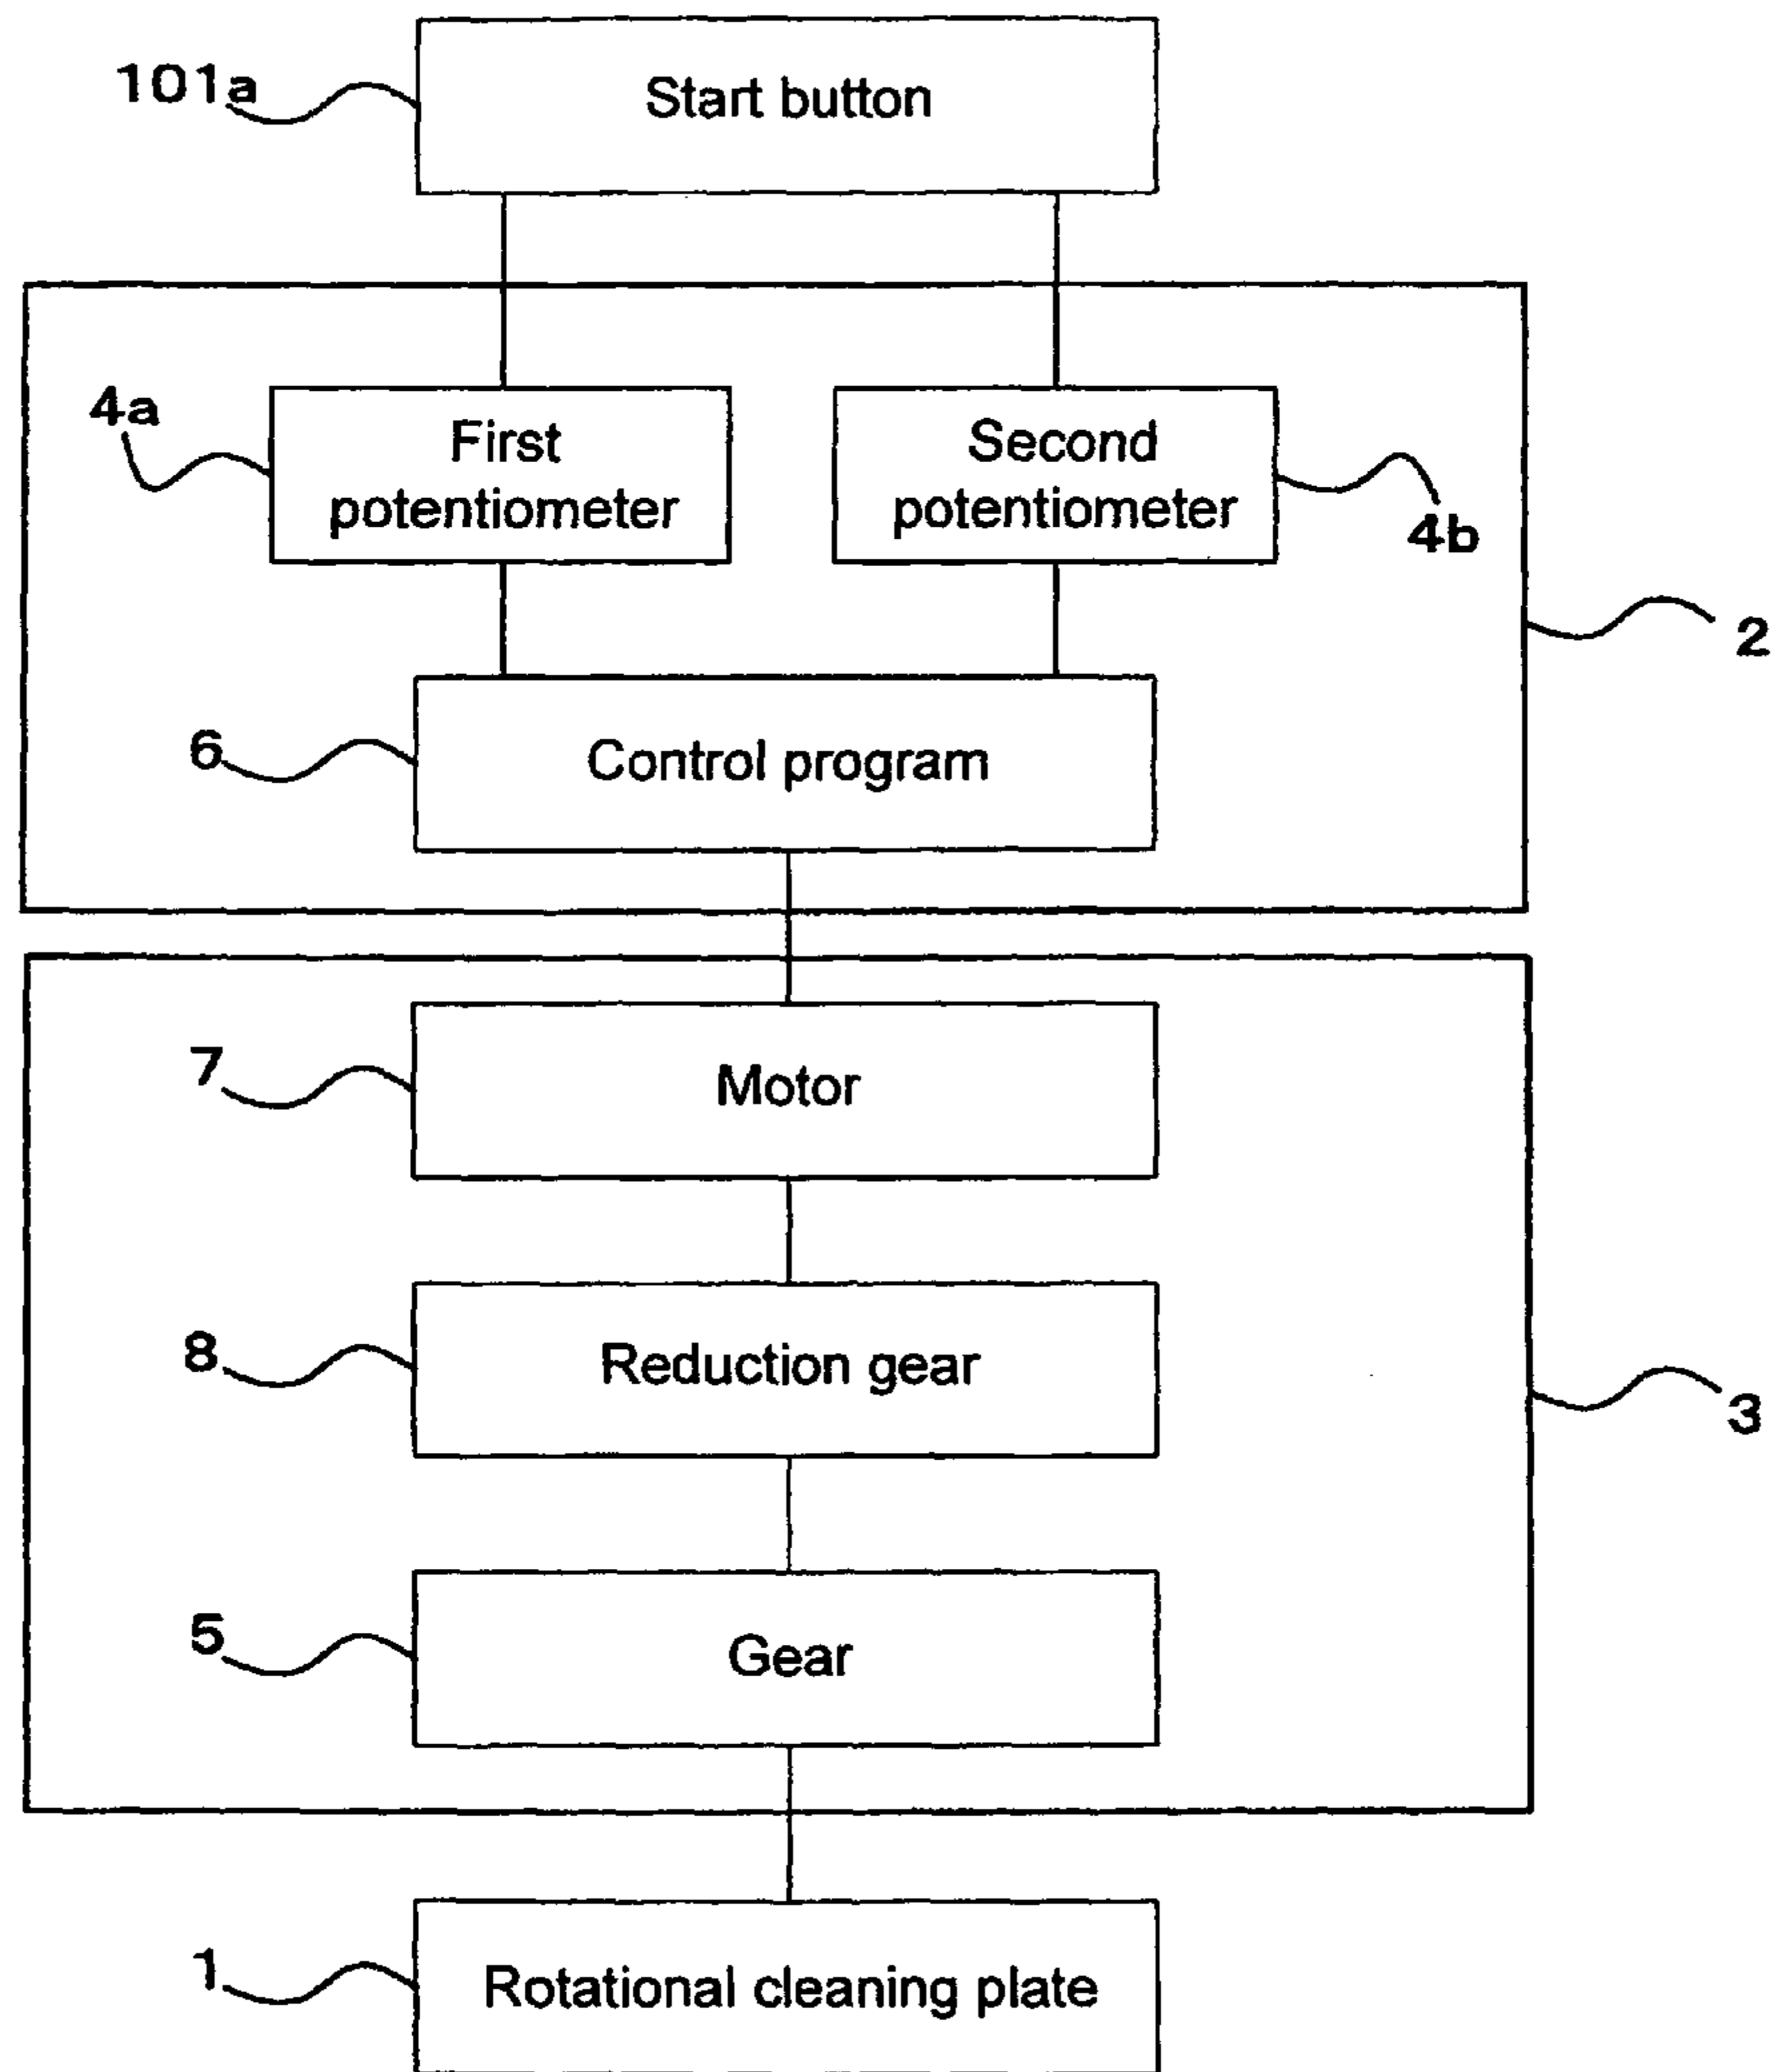 101a
Start button
4a
First
potentiometer
Second
potentiometer
4b
2
6
Control program
7
Motor
8
Reduction gear
3
5
Gear
1
Rotational cleaning plate